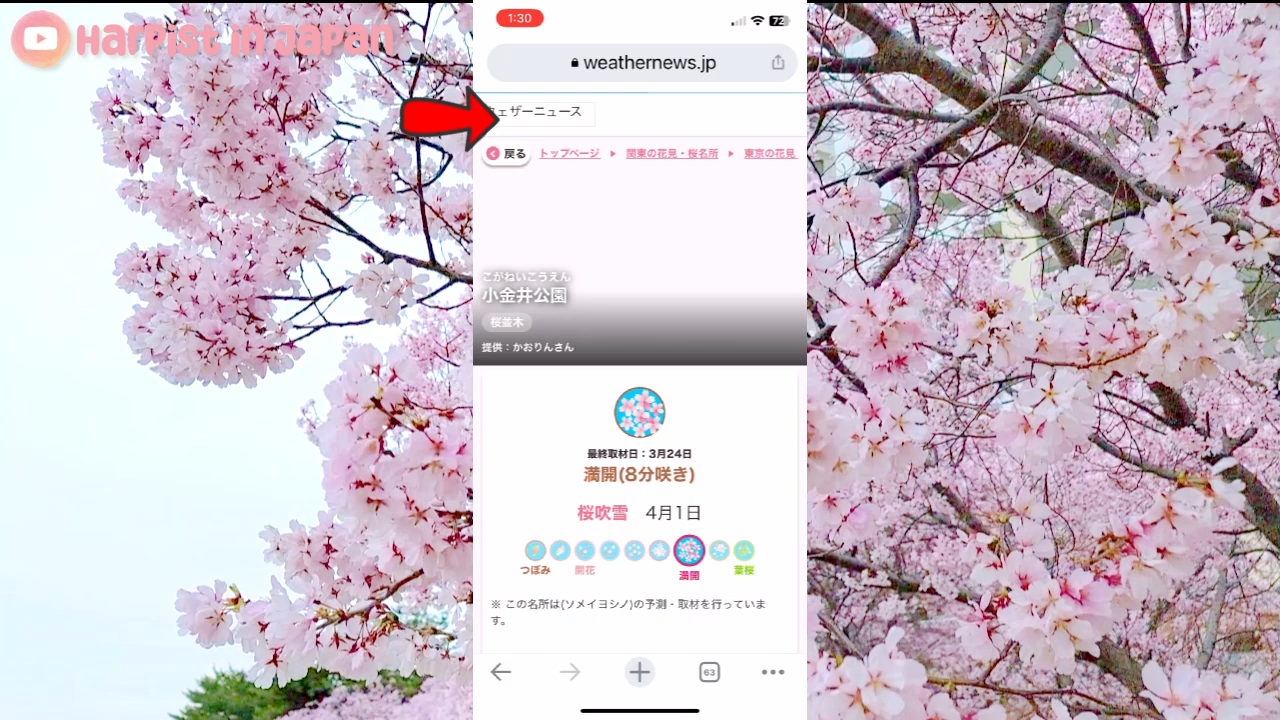 Harpist in Japan
1:30
72
weathernews.jp
ウェザーニュース
戻る トップページ ▶ 関東の花見・桜名所 ▶ 東京の花見
こがねいこうえん
小金井公園
桜並木
提供:かおりんさん
最終取材日:3月24日
満開(8分咲き)
桜吹雪 4月1日
つぼみ 開花 満開 葉桜
※ この名所は(ソメイヨシノ)の予測・取材を行っていま
す。
63